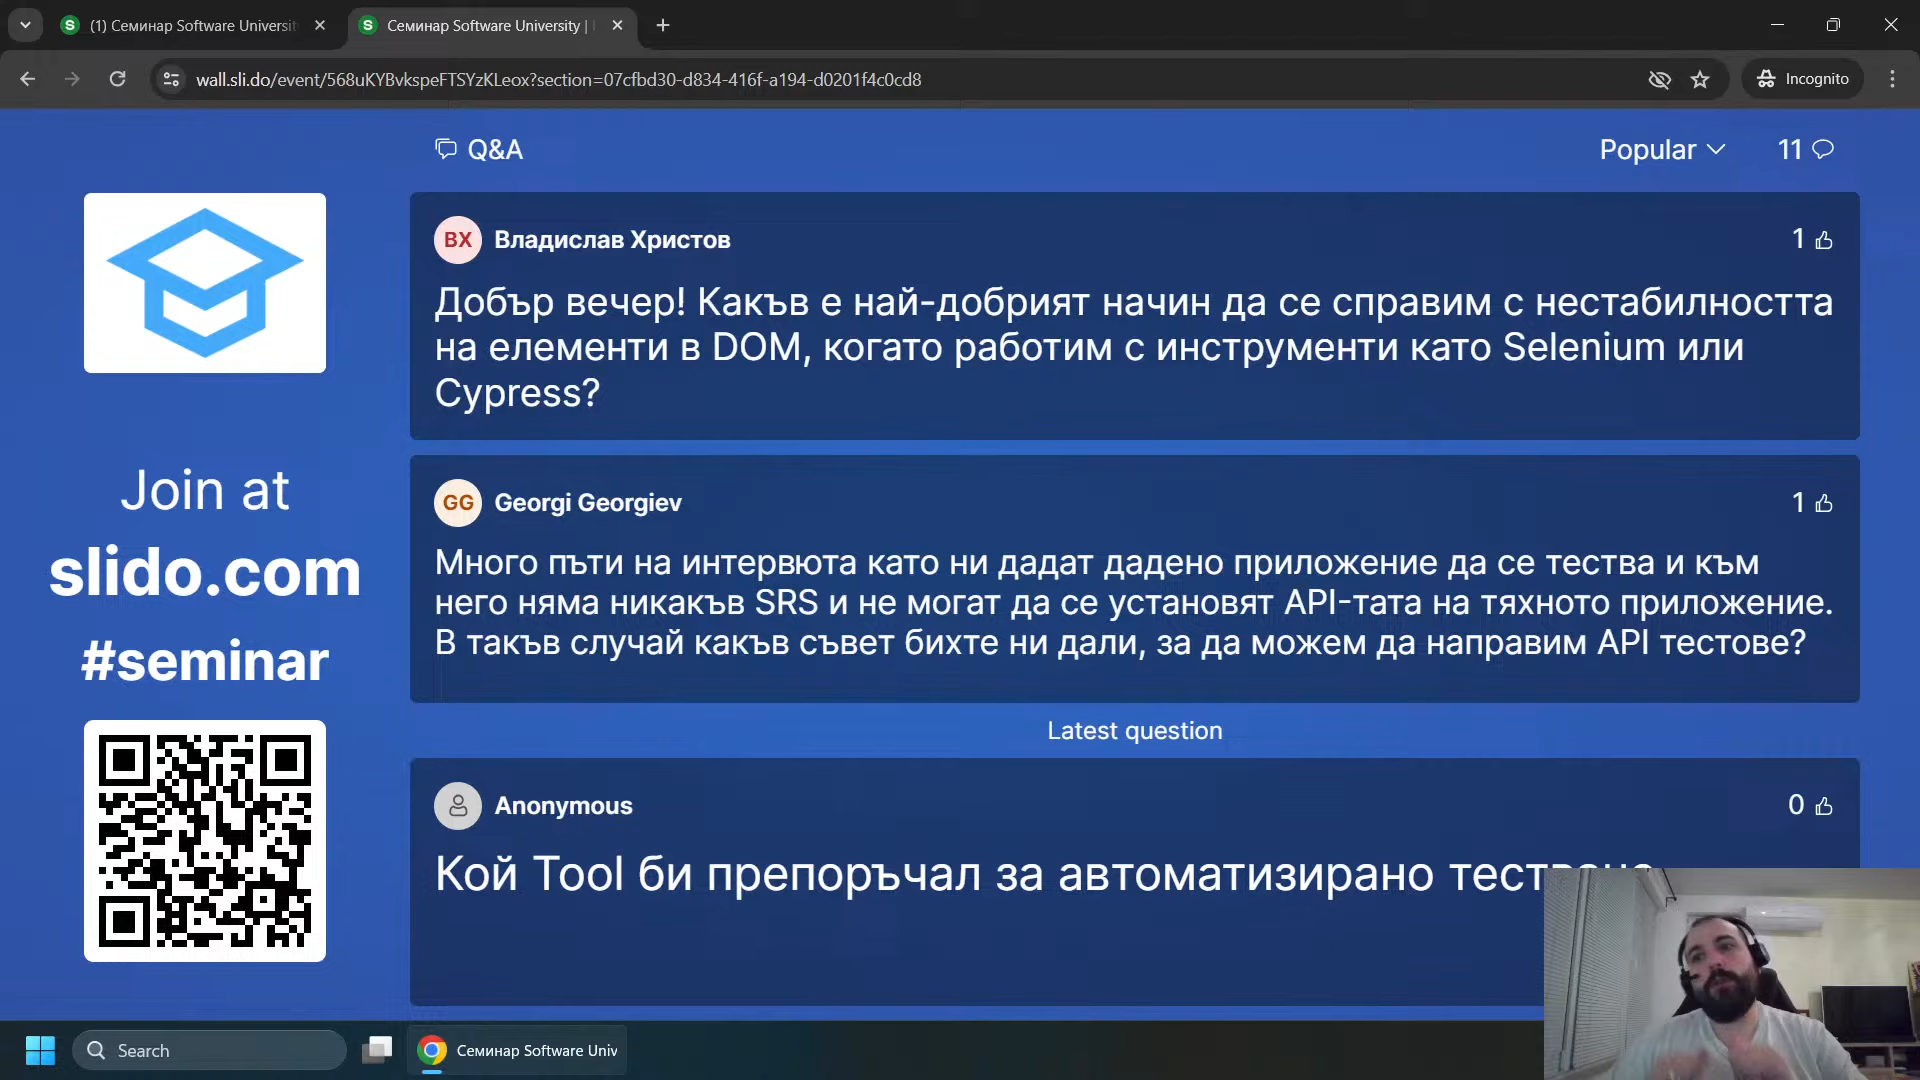 (1) Семинар Software Universit
Семинар Software University |
wall.sli.do/event/568uKYBvkspeFTSYzKLeox?section=07cfbd30-d834-416f-a194-d0201f4c0cd8
Incognito
Q&A
Popular
11
ВХ
Владислав Христов
1
Добър вечер! Какъв е най-добрият начин да се справим с нестабилността
на елементи в DOM, когато работим с инструменти като Selenium или
Cypress?
Join at
slido.com
#seminar
GG
Georgi Georgiev
1
Много пъти на интервюта като ни дадат дадено приложение да се тества и към
него няма никакъв SRS и не могат да се установят API-тата на тяхното приложение.
В такъв случай какъв съвет бихте ни дали, за да можем да направим API тестове?
Latest question
Anonymous
0
Кой Tool би препоръчал за автоматизирано
Search
Семинар Software Univ